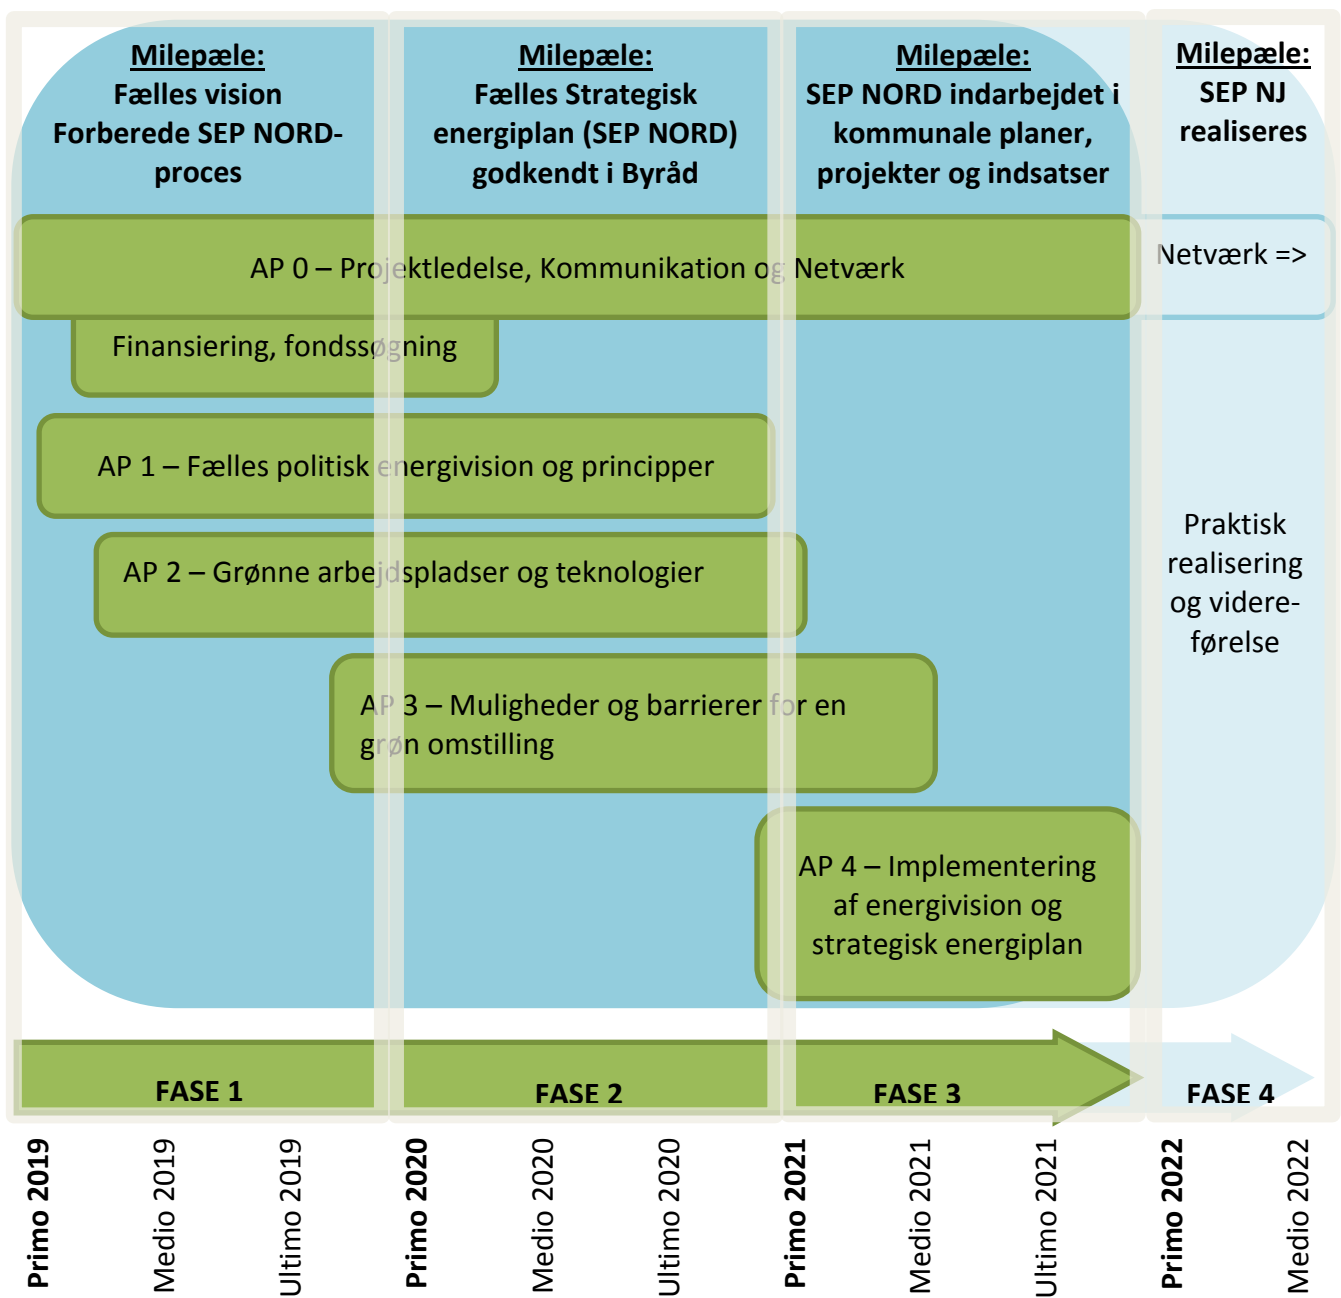 Milepæle:
Fælles vision
Forberede SEP NORD-
proces
Milepæle:
Fælles Strategisk
energiplan (SEP NORD)
godkendt i Byråd
Milepæle:
SEP NORD indarbejdet i
kommunale planer,
projekter og indsatser
Milepæle:
SEP NJ
realiseres
AP 0 – Projektledelse, Kommunikation og Netværk
Netværk =>
Finansiering, fondssøgning
AP 1 – Fælles politisk energivision og principper
AP 2 – Grønne arbejdspladser og teknologier
AP 3 – Muligheder og barrierer for en
grøn omstilling
Praktisk
realisering
og videre-
førelse
AP 4 – Implementering
af energivision og
strategisk energiplan
FASE 1
FASE 2
FASE 3
FASE 4
Primo 2019
Medio 2019
Ultimo 2019
Primo 2020
Medio 2020
Ultimo 2020
Primo 2021
Medio 2021
Ultimo 2021
Primo 2022
Medio 2022